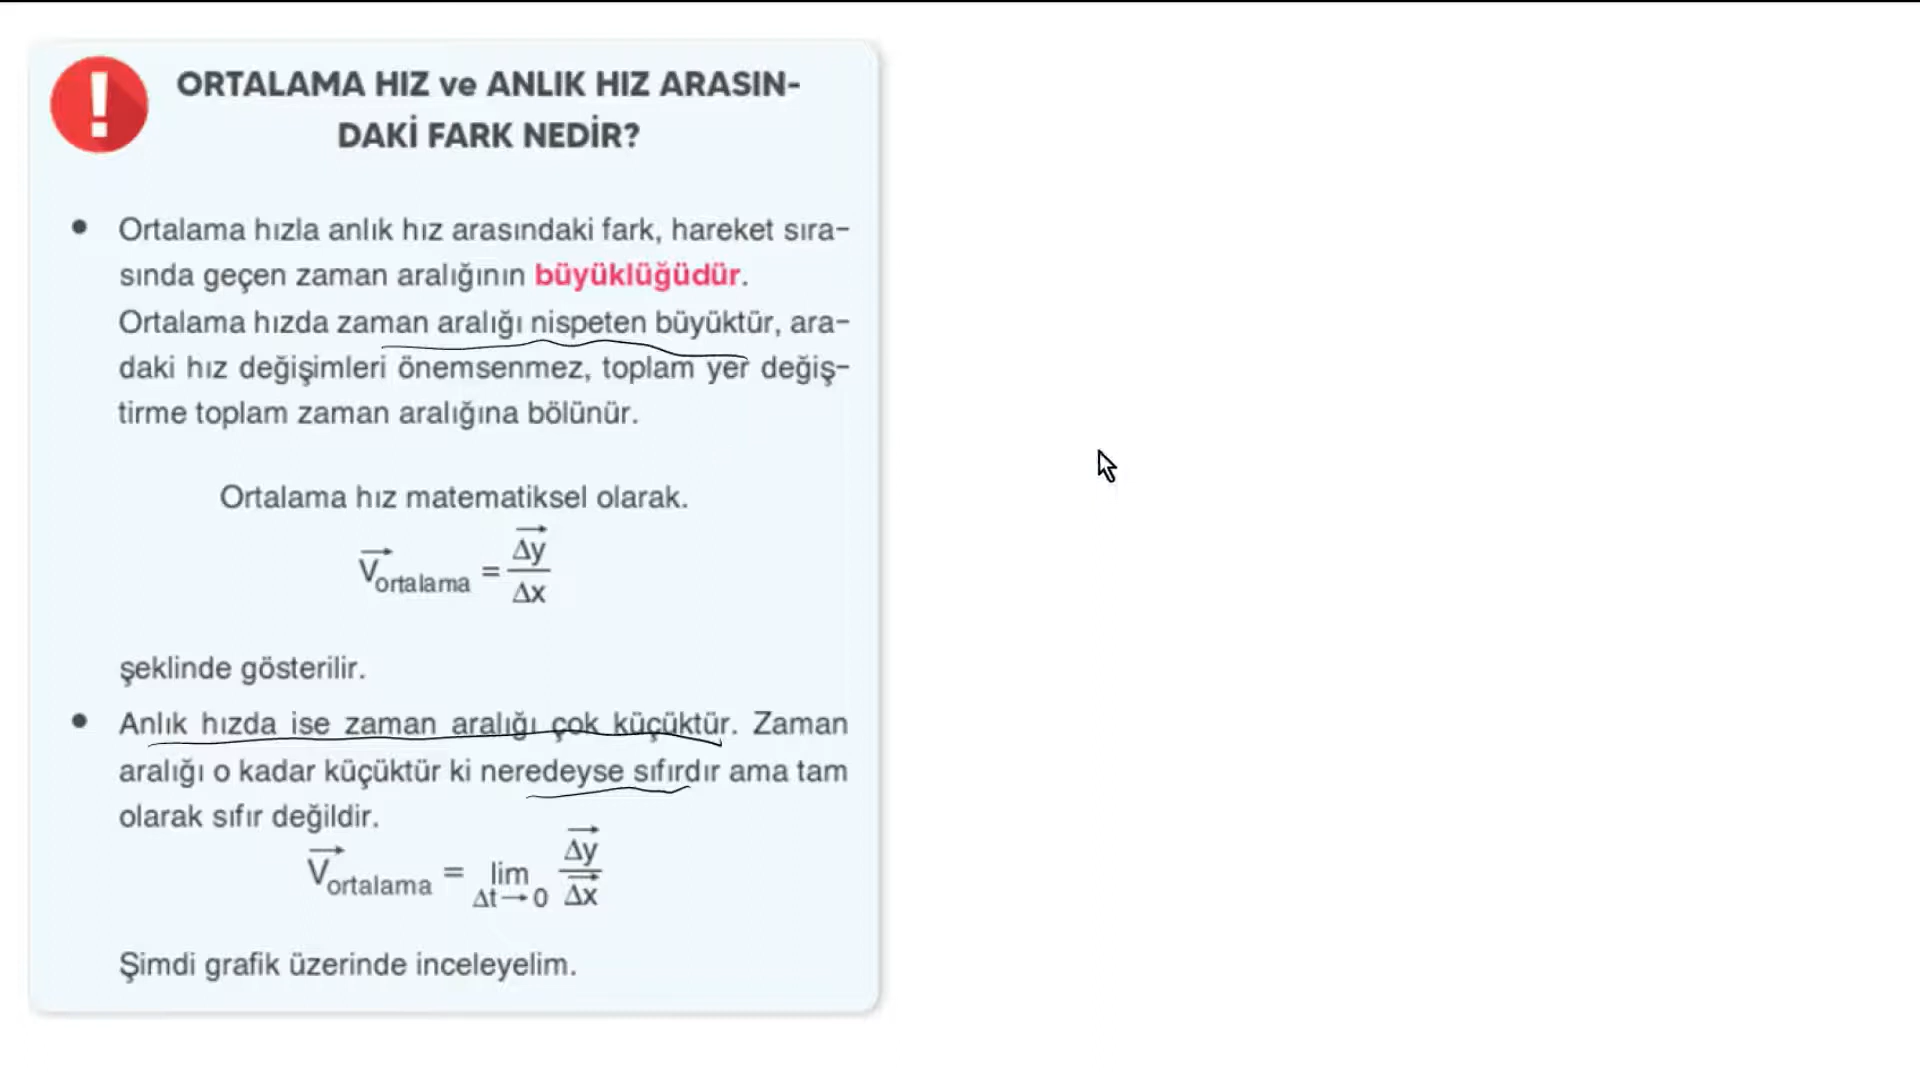 ORTALAMA HIZ ve ANLIK HIZ ARASIN-
DAKİ FARK NEDİR?
• Ortalama hızla anlık hız arasındaki fark, hareket sıra-
sında geçen zaman aralığının büyüklüğüdür.
Ortalama hızda zaman aralığı nispeten büyüktür, ara-
daki hız değişimleri önemsenmez, toplam yer değiş-
tirme toplam zaman aralığına bölünür.
Ortalama hız matematiksel olarak.
V⃗ortalama = Δy⃗ / Δx
şeklinde gösterilir.
• Anlık hızda ise zaman aralığı çok küçüktür. Zaman
aralığı o kadar küçüktür ki neredeyse sıfırdır ama tam
olarak sıfır değildir.
V⃗ortalama = lim Δt→0 Δy⃗ / Δx⃗
Şimdi grafik üzerinde inceleyelim.